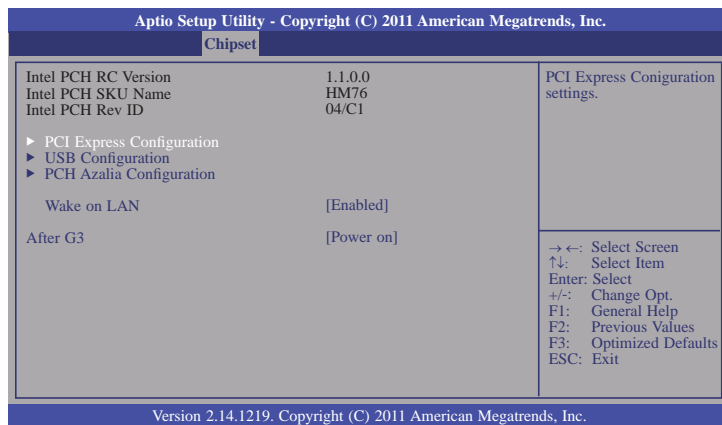 Aptio Setup Utility - Copyright (C) 2011 American Megatrends, Inc.
Chipset
Intel PCH RC Version 1.1.0.0
Intel PCH SKU Name HM76
Intel PCH Rev ID 04/C1
► PCI Express Configuration
► USB Configuration
► PCH Azalia Configuration
Wake on LAN [Enabled]
After G3 [Power on]
PCI Express Coniguration
settings.
→←: Select Screen
↑↓: Select Item
Enter: Select
+/-: Change Opt.
F1: General Help
F2: Previous Values
F3: Optimized Defaults
ESC: Exit
Version 2.14.1219. Copyright (C) 2011 American Megatrends, Inc.